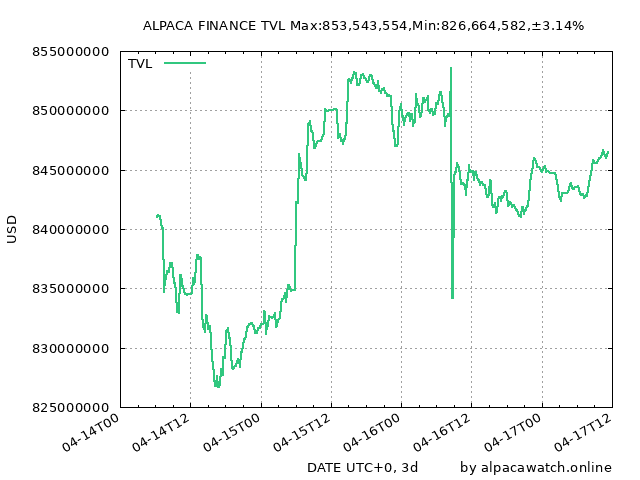 ALPACA FINANCE TVL Max:853,543,554,Min:826,664,582,±3.14%
855000000
TVL
850000000
845000000
840000000
835000000
830000000
825000000
USD
04-14T00
04-14T12
04-15T00
04-15T12
04-16T00
04-16T12
04-17T00
04-17T12
DATE UTC+0, 3d
by alpacawatch.online